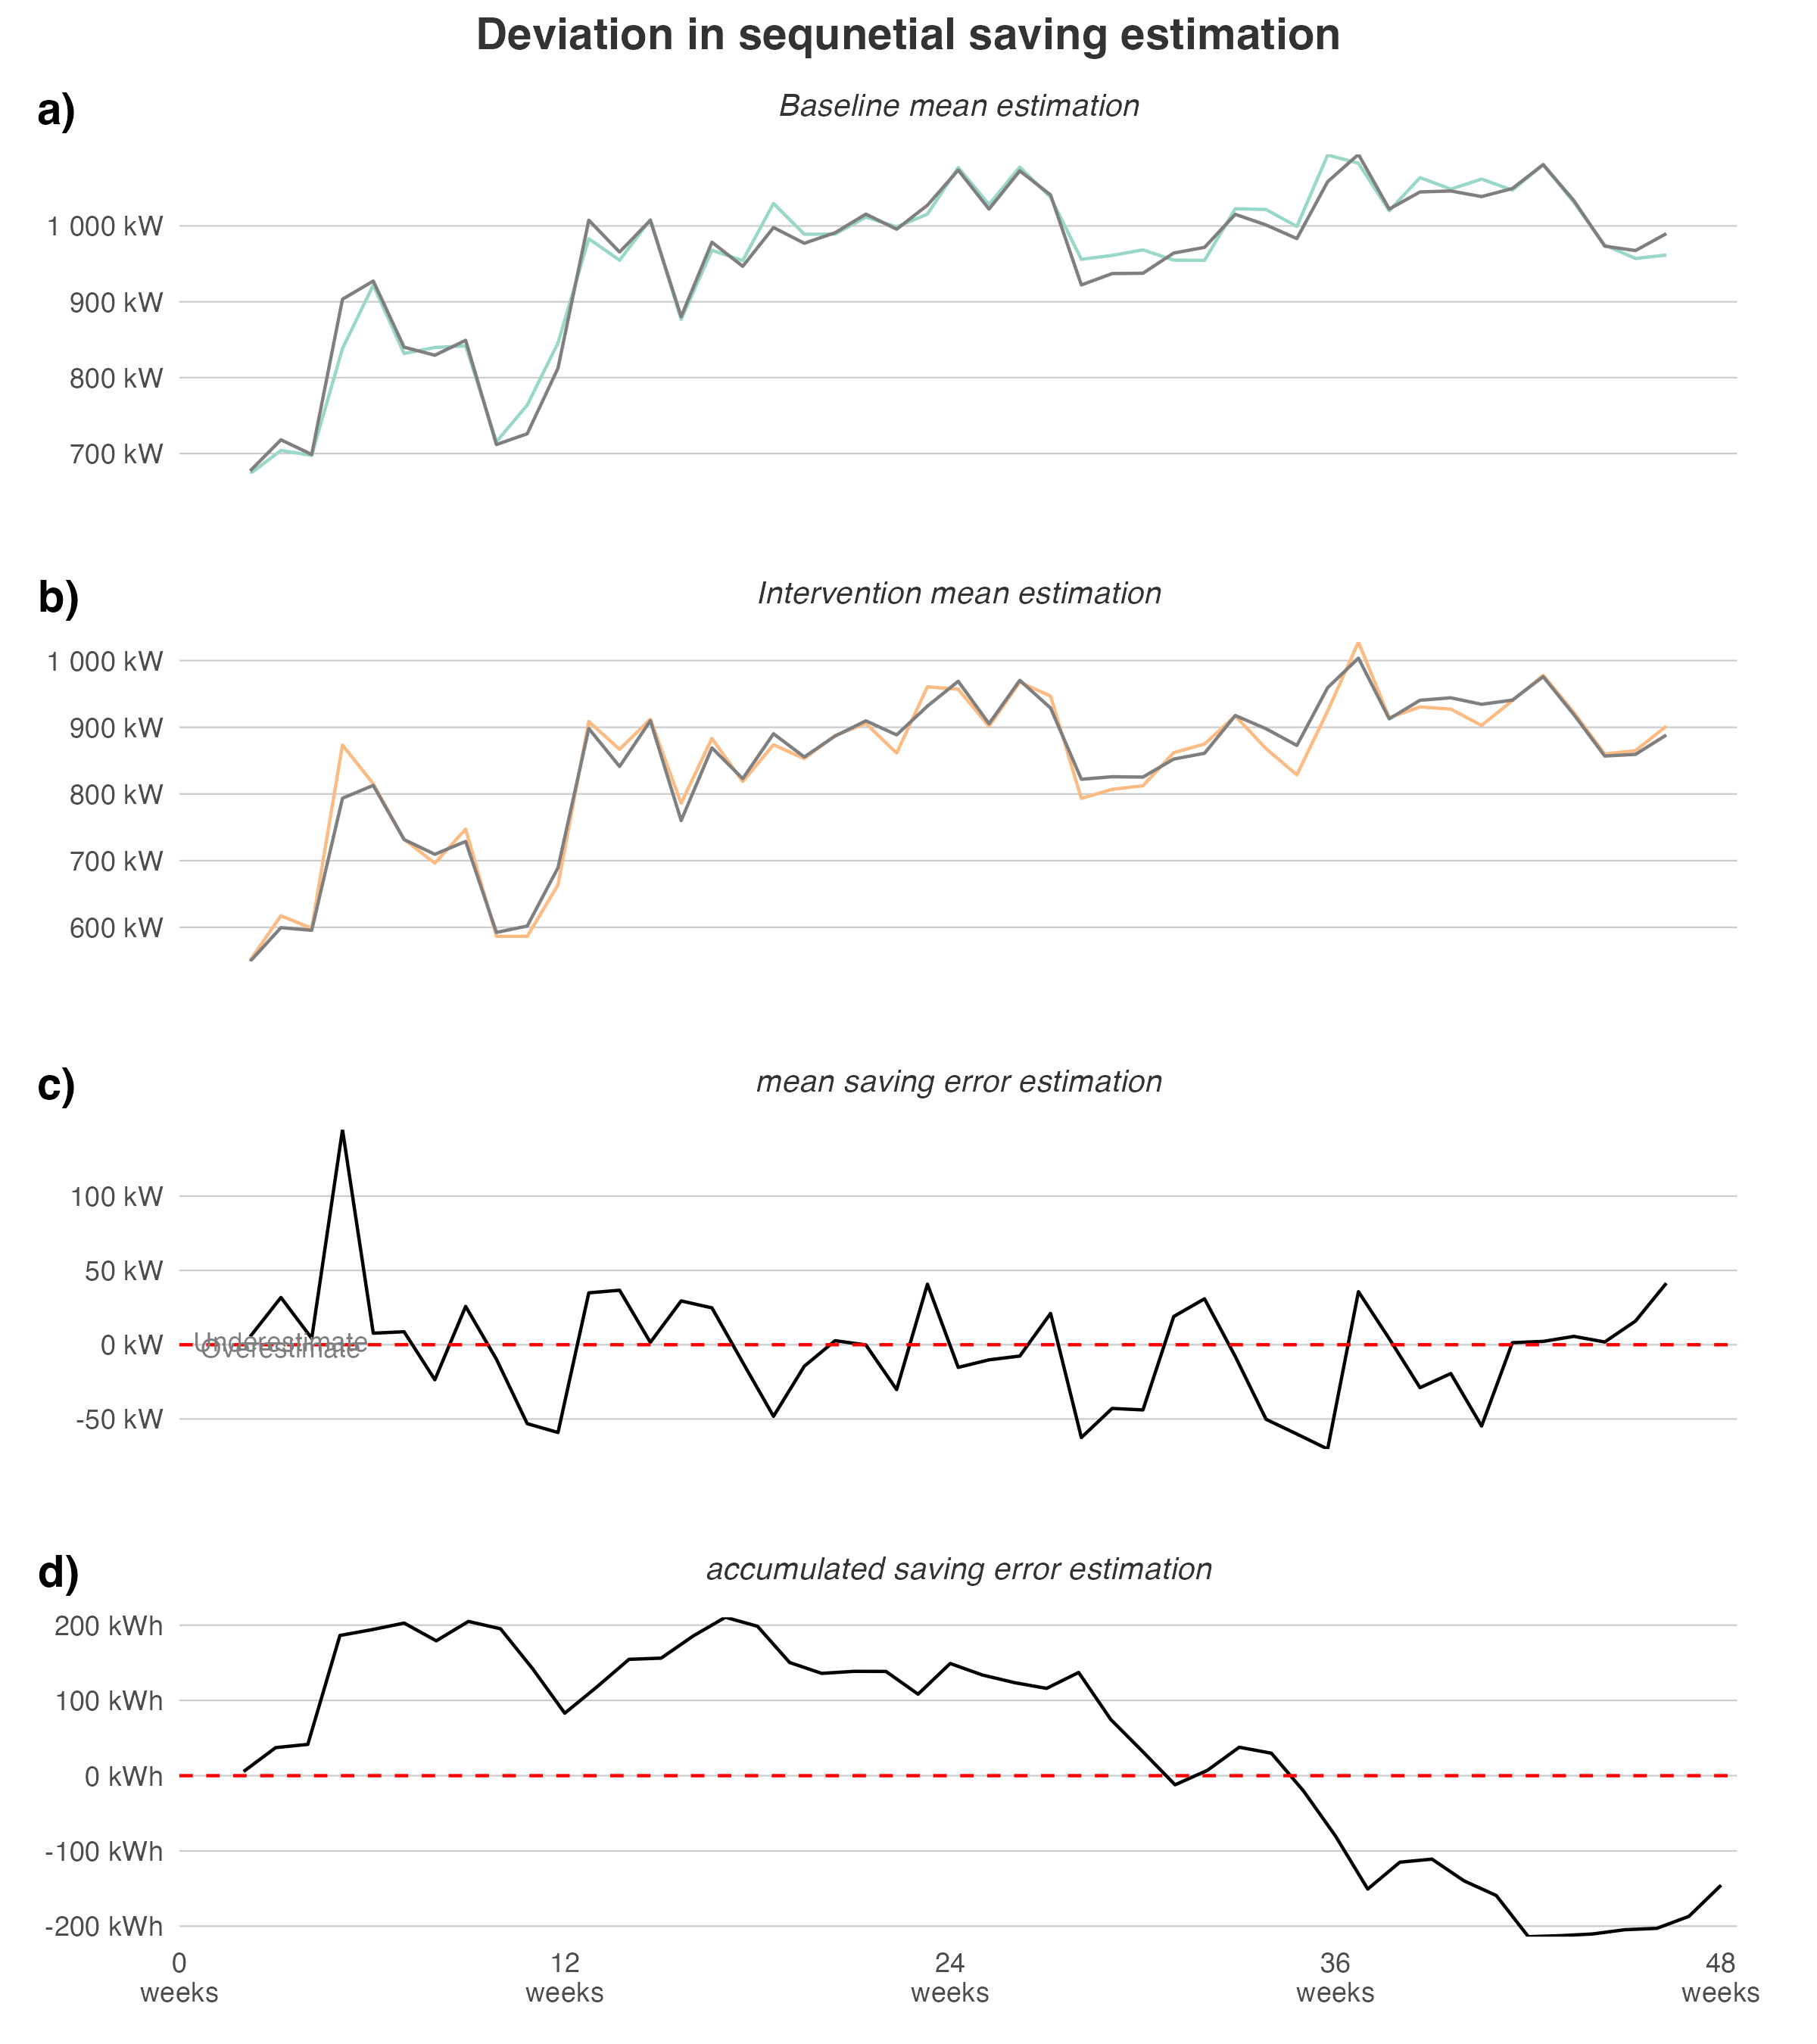 Deviation in sequnetial saving estimation
a)
Baseline mean estimation
1 000 kW
900 kW
800 kW
700 kW
b)
Intervention mean estimation
1 000 kW
900 kW
800 kW
700 kW
600 kW
c)
mean saving error estimation
100 kW
50 kW
0 kW
-50 kW
Underestimate
Overestimate
d)
accumulated saving error estimation
200 kWh
100 kWh
0 kWh
-100 kWh
-200 kWh
0 weeks
12 weeks
24 weeks
36 weeks
48 weeks